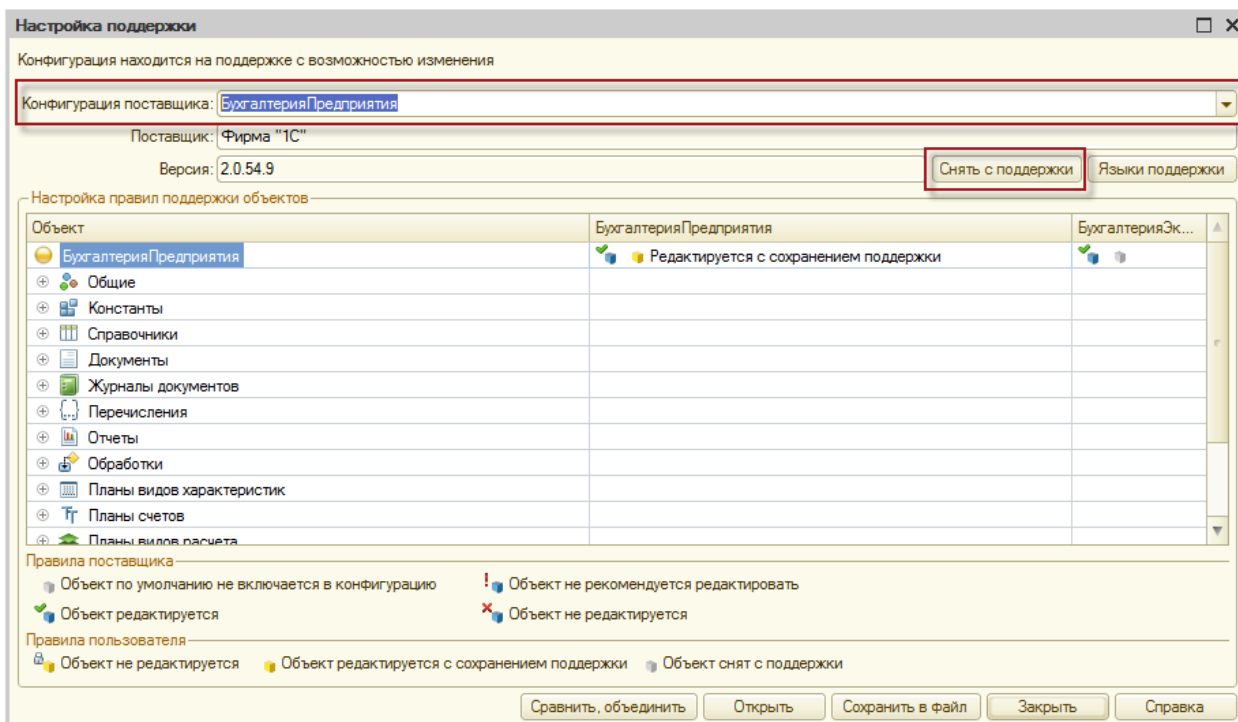 Настройка поддержки
Конфигурация находится на поддержке с возможностью изменения
Конфигурация поставщика: БухгалтерияПредприятия
Поставщик: Фирма "1С"
Версия: 2.0.54.9 Снять с поддержки Языки поддержки
Настройка правил поддержки объектов
Объект БухгалтерияПредприятия БухгалтерияЭк...
БухгалтерияПредприятия Редактируется с сохранением поддержки
Общие
Константы
Справочники
Документы
Журналы документов
Перечисления
Отчеты
Обработки
Планы видов характеристик
Планы счетов
Планы видов расчета
Правила поставщика
Объект по умолчанию не включается в конфигурацию Объект не рекомендуется редактировать
Объект редактируется Объект не редактируется
Правила пользователя
Объект не редактируется Объект редактируется с сохранением поддержки Объект снят с поддержки
Сравнить, объединить Открыть Сохранить в файл Закрыть Справка